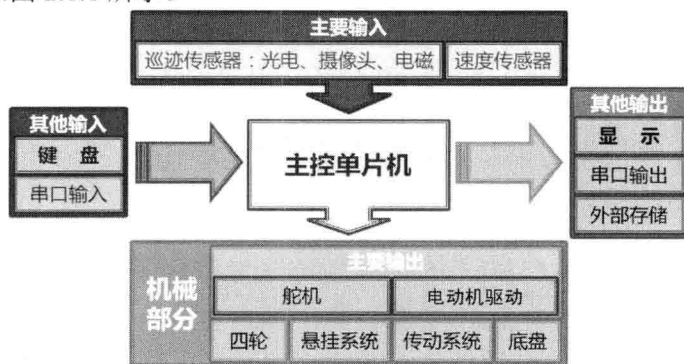 主要输入
巡迹传感器：光电、摄像头、电磁 速度传感器
其他输入
键 盘
串口输入
主控单片机
其他输出
显 示
串口输出
外部存储
机械
部分
主要输出
舵机 电动机驱动
四轮 悬挂系统 传动系统 底盘